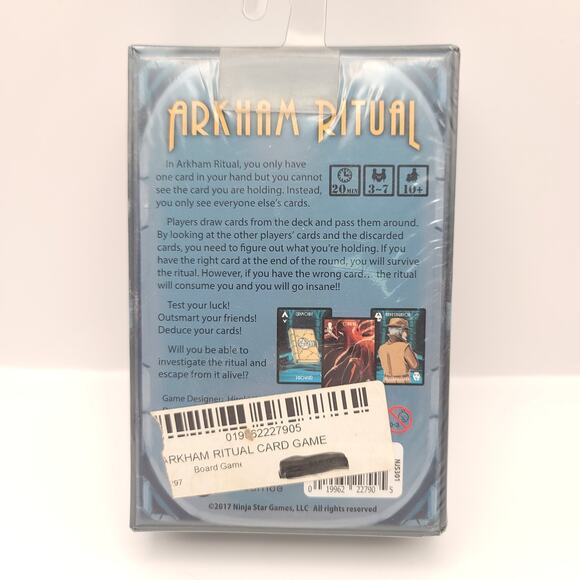 ARKHAM RITUAL
In Arkham Ritual, you only have
one card in your hand but you cannot
see the card you are holding. Instead,
you only see everyone else's cards.
20 MIN 3~7 10+
Players draw cards from the deck and pass them around.
By looking at the other players' cards and the discarded
cards, you need to figure out what you're holding. If you
have the right card at the end of the round, you will survive
the ritual. However, if you have the wrong card... the ritual
will consume you and you will go insane!!
Test your luck!
Outsmart your friends!
Deduce your cards!
Will you be able to
investigate the ritual and
escape from it alive!?
INVESTIGATOR
Game Designer:
0-3
ARKHAM RITUAL CARD GAME
Board Game
297
NJS301
0 19962 22790 5
©2017 Ninja Star Games, LLC All rights reserved